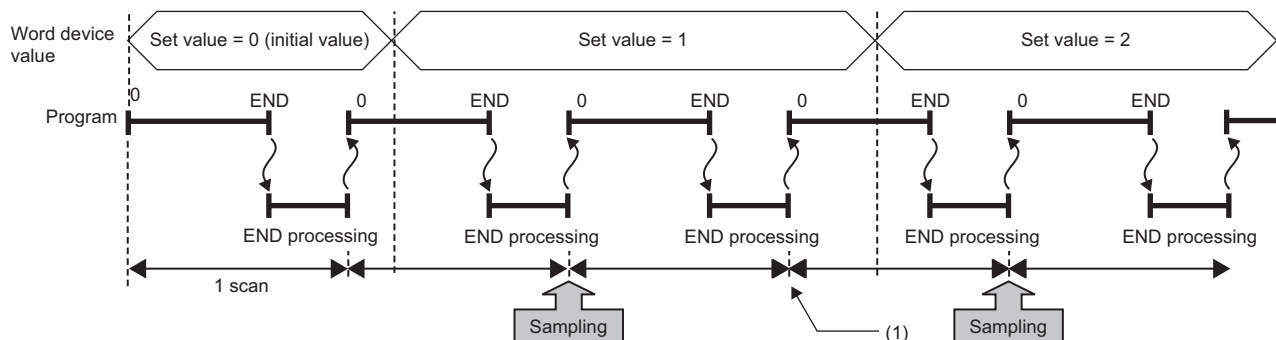 Word device
value
Set value = 0 (initial value)
Set value = 1
Set value = 2
Program
0
END
0
END
0
END
0
END
0
END
END processing
END processing
END processing
END processing
END processing
1 scan
Sampling
(1)
Sampling